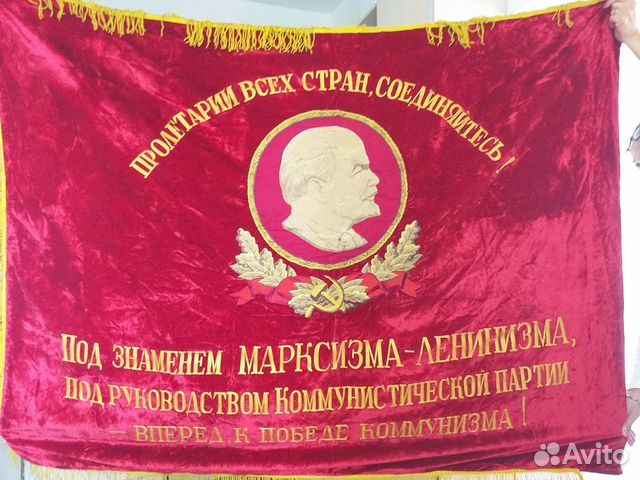 ПРОЛЕТАРИИ ВСЕХ СТРАН, СОЕДИНЯЙТЕСЬ!
ПОД ЗНАМЕНЕМ МАРКСИЗМА-ЛЕНИНИЗМА,
ПОД РУКОВОДСТВОМ КОММУНИСТИЧЕСКОЙ ПАРТИИ
– ВПЕРЕД, К ПОБЕДЕ КОММУНИЗМА!
Avito